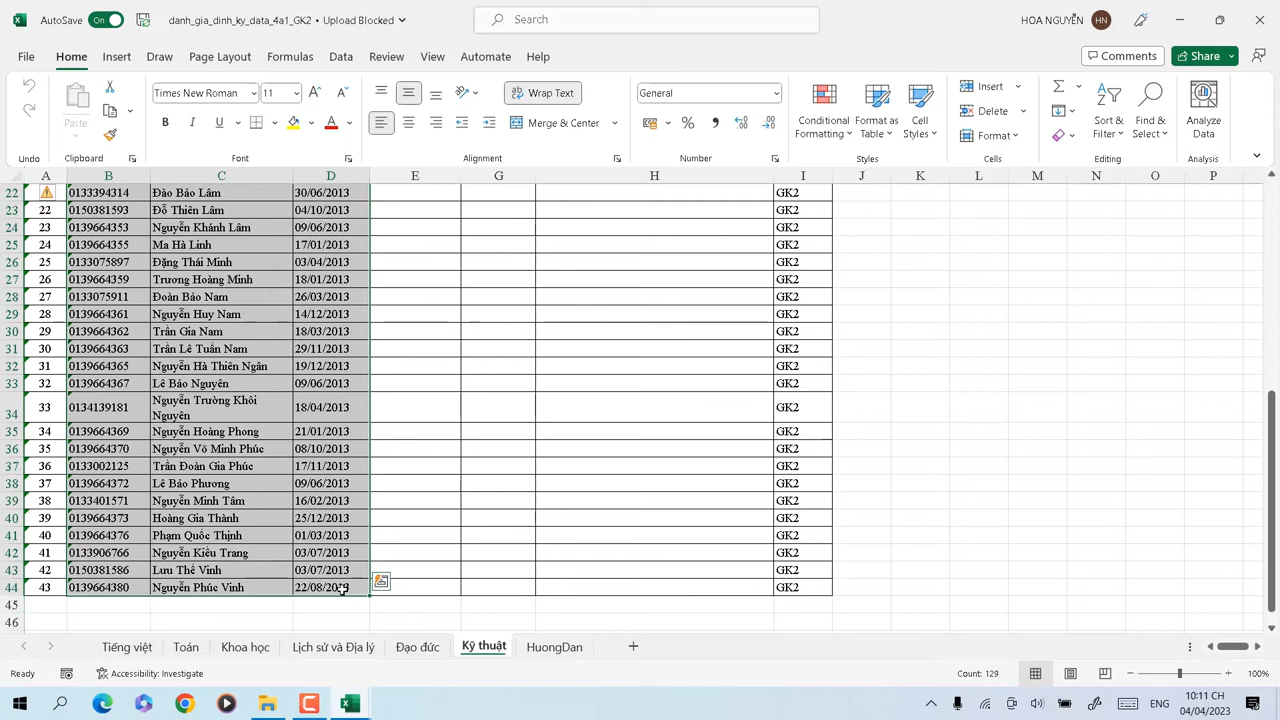 AutoSave On danh_gia_dinh_ky_data_4a1_GK2 • Upload Blocked Search HOA NGUYỄN HN
File Home Insert Draw Page Layout Formulas Data Review View Automate Help Comments Share
Times New Roman 11 Wrap Text General Insert
Paste B I U A Merge & Center Conditional Formatting Format as Table Cell Styles Delete Format Sort & Filter Find & Select Analyze Data
Undo Clipboard Font Alignment Number Styles Cells Editing Analysis
A B C D E G H I J K L M N O P
22 0133394314 Đào Bảo Lâm 30/06/2013 GK2
23 22 0150381593 Đỗ Thiên Lâm 04/10/2013 GK2
24 23 0139664353 Nguyễn Khánh Lâm 09/06/2013 GK2
25 24 0139664355 Ma Hà Linh 17/01/2013 GK2
26 25 0133075897 Đặng Thái Minh 03/04/2013 GK2
27 26 0139664359 Trương Hoàng Minh 18/01/2013 GK2
28 27 0133075911 Đoàn Bảo Nam 26/03/2013 GK2
29 28 0139664361 Nguyễn Huy Nam 14/12/2013 GK2
30 29 0139664362 Trần Gia Nam 18/03/2013 GK2
31 30 0139664363 Trần Lê Tuấn Nam 29/11/2013 GK2
32 31 0139664365 Nguyễn Hà Thiên Ngân 19/12/2013 GK2
33 32 0139664367 Lê Bảo Nguyên 09/06/2013 GK2
34 33 0134139181 Nguyễn Trường Khôi Nguyên 18/04/2013 GK2
35 34 0139664369 Nguyễn Hoàng Phong 21/01/2013 GK2
36 35 0139664370 Nguyễn Võ Minh Phúc 08/10/2013 GK2
37 36 0133002125 Trần Đoàn Gia Phúc 17/11/2013 GK2
38 37 0139664372 Lê Bảo Phương 09/06/2013 GK2
39 38 0133401571 Nguyễn Minh Tâm 16/02/2013 GK2
40 39 0139664373 Hoàng Gia Thành 25/12/2013 GK2
41 40 0139664376 Phạm Quốc Thịnh 01/03/2013 GK2
42 41 0133906766 Nguyễn Kiều Trang 03/07/2013 GK2
43 42 0150381586 Lưu Thế Vinh 03/07/2013 GK2
44 43 0139664380 Nguyễn Phúc Vinh 22/08/2013 GK2
45
46
Tiếng việt Toán Khoa học Lịch sử và Địa lý Đạo đức Kỹ thuật HuongDan
Ready Accessibility: Investigate Count: 129 100%
ENG 10:11 CH
04/04/2023